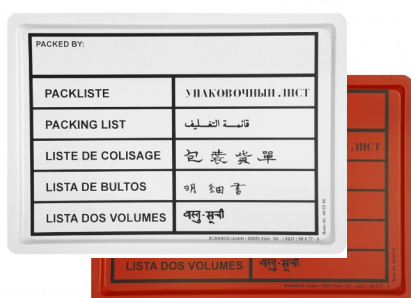 PACKED BY:
PACKLISTE
УПАКОВОЧНЫЙ ЛИСТ
PACKING LIST
قائمة التغليف
LISTE DE COLISAGE
包裝貨單
LISTA DE BULTOS
明細書
LISTA DOS VOLUMES
वस्तु-सूची
ЛИСТ
LISTA DOS VOLUMES
वस्तु-सूची